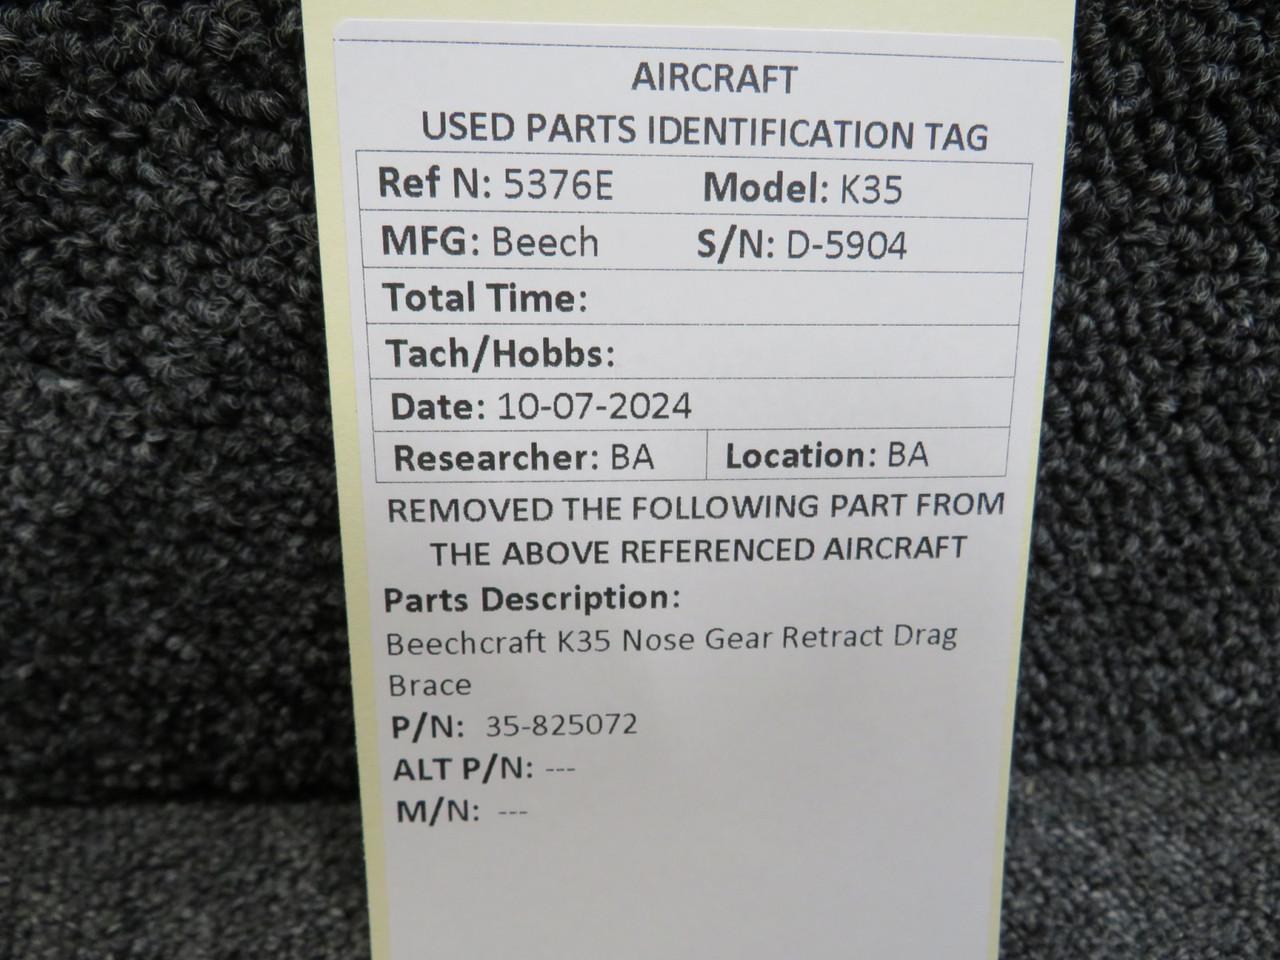 AIRCRAFT
USED PARTS IDENTIFICATION TAG
Ref N: 5376E Model: K35
MFG: Beech S/N: D-5904
Total Time:
Tach/Hobbs:
Date: 10-07-2024
Researcher: BA Location: BA
REMOVED THE FOLLOWING PART FROM
THE ABOVE REFERENCED AIRCRAFT
Parts Description:
Beechcraft K35 Nose Gear Retract Drag
Brace
P/N: 35-825072
ALT P/N: ---
M/N: ---